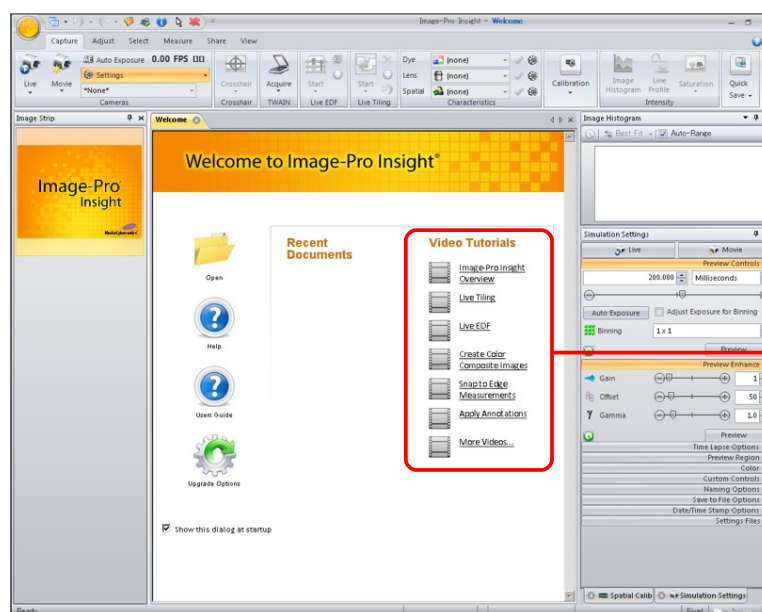 Image-Pro Insight - Welcome
Capture Adjust Select Measure Share View
Live
Movie
Auto Exposure 0.00 FPS
Settings
*None*
Cameras
Crosshair
Crosshair
Acquire
TWAIN
Start
Live EDF
Start
Live Tiling
Dye (none)
Lens (none)
Spatial (none)
Characteristics
Calibration
Image Histogram
Line Profile
Saturation
Intensity
Quick Save
Image Strip
Image-Pro
Insight
MediaCybernetics
Welcome
Welcome to Image-Pro Insight®
Open
Help
Users Guide
Upgrade Options
Recent
Documents
Video Tutorials
Image-Pro Insight
Overview
Live Tiling
Live EDF
Create Color
Composite Images
Snap to Edge
Measurements
Apply Annotations
More Videos...
Show this dialog at startup
Image Histogram
Best Fit Auto-Range
Simulation Settings
Live Movie
Preview Controls
200.000 Milliseconds
Auto Exposure Adjust Exposure for Binning
Binning 1x1
Preview
Preview Enhance
Gain 1
Offset 50
Gamma 1.0
Preview
Time Lapse Options
Preview Region
Color
Custom Controls
Naming Options
Save to File Options
Date/Time Stamp Options
Settings Files
Spatial Calib Simulation Settings
Ready
Pixel